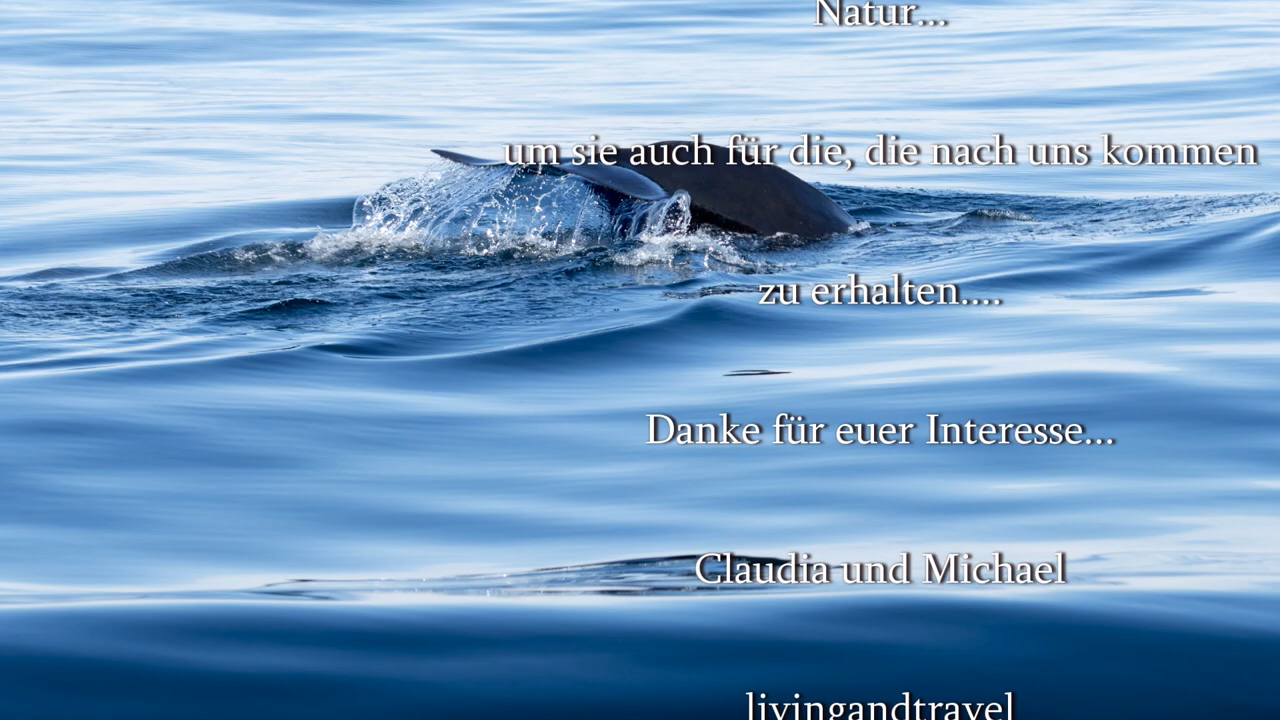 Natur...
um sie auch für die, die nach uns kommen
zu erhalten....
Danke für euer Interesse...
Claudia und Michael
livingandtravel